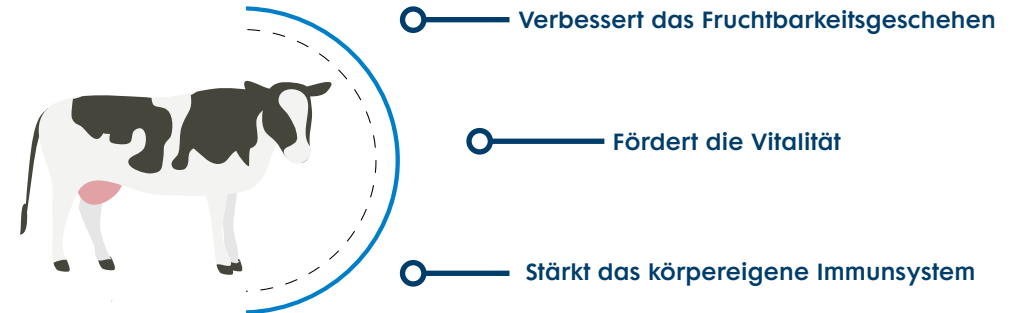 Verbessert das Fruchtbarkeitsgeschehen
Fördert die Vitalität
Stärkt das körpereigene Immunsystem